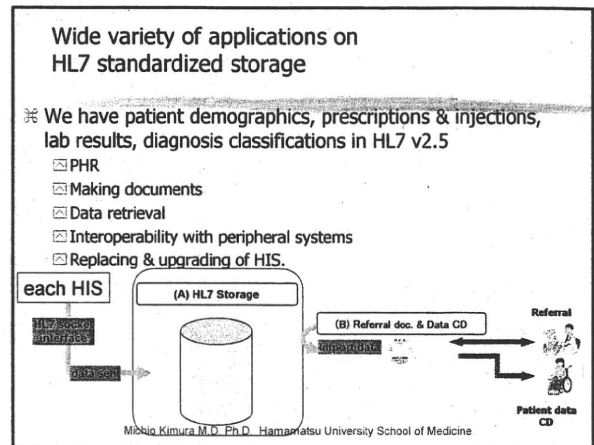 Wide variety of applications on
HL7 standardized storage
⌘ We have patient demographics, prescriptions & injections,
lab results, diagnosis classifications in HL7 v2.5
PHR
Making documents
Data retrieval
Interoperability with peripheral systems
Replacing & upgrading of HIS.
each HIS
(A) HL7 Storage
HL7 socket
interface
data sent
(B) Referral doc. & Data CD
import data
Referral
Patient data
CD
Michio Kimura M.D. Ph.D. Hamamatsu University School of Medicine